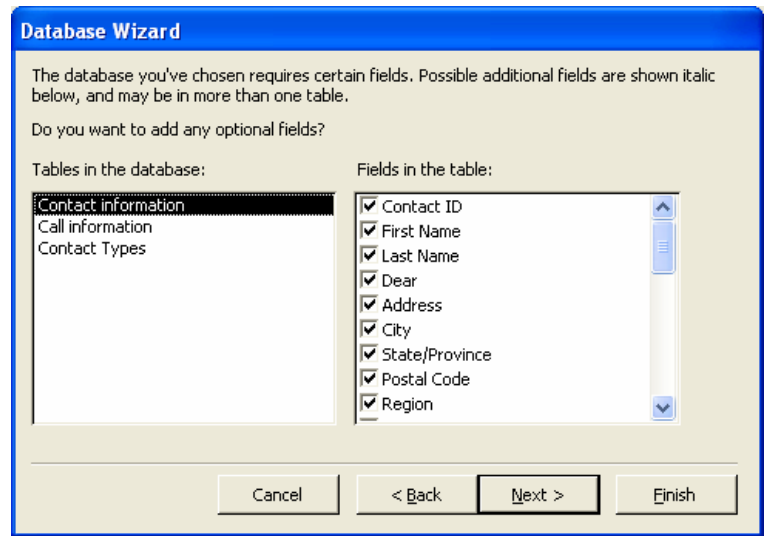 Database Wizard
The database you've chosen requires certain fields. Possible additional fields are shown italic
below, and may be in more than one table.
Do you want to add any optional fields?
Tables in the database:
Contact information
Call information
Contact Types
Fields in the table:
Contact ID
First Name
Last Name
Dear
Address
City
State/Province
Postal Code
Region
Cancel
< Back
Next >
Finish